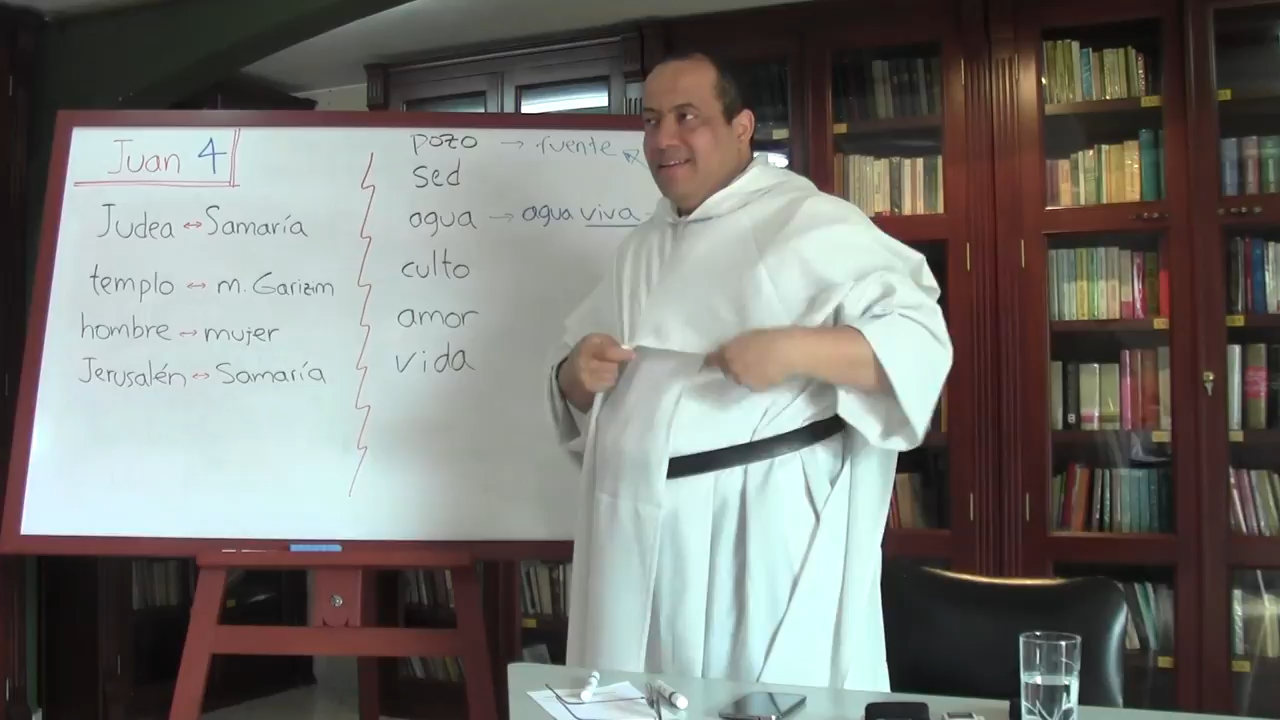 Juan 4
Judea ↔ Samaría
templo ↔ m. Garizim
hombre ↔ mujer
Jerusalén ↔ Samaría
pozo → fuente
sed
agua → agua viva
culto
amor
vida